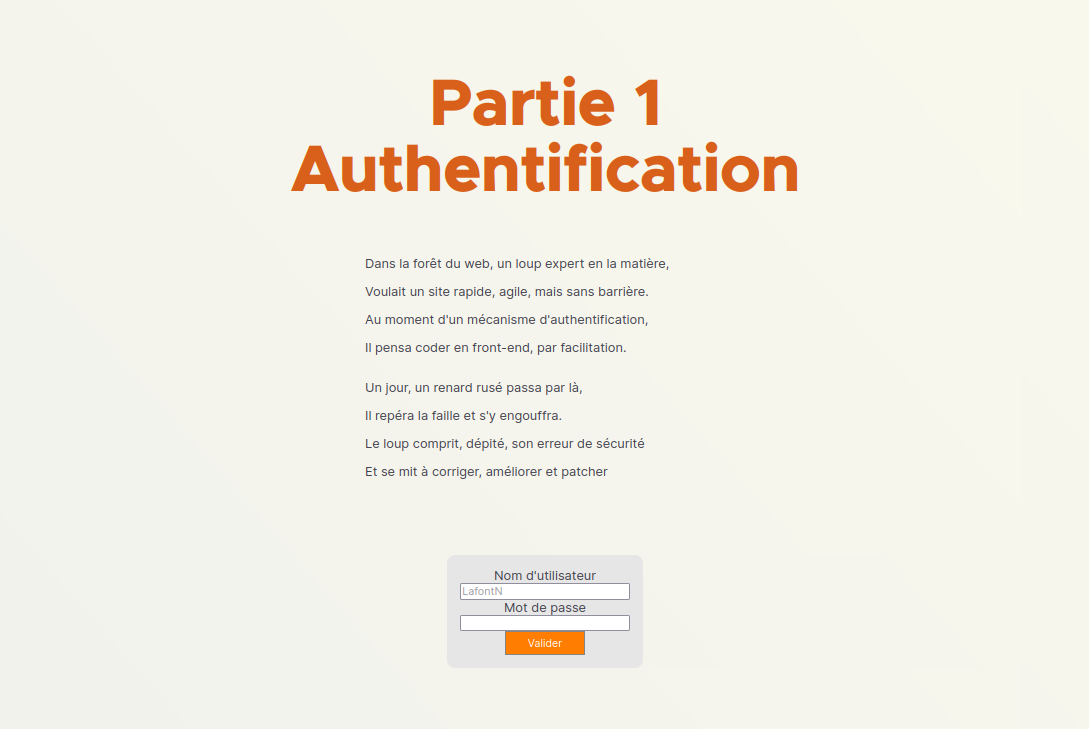 Partie 1
Authentification
Dans la forêt du web, un loup expert en la matière,
Voulait un site rapide, agile, mais sans barrière.
Au moment d'un mécanisme d'authentification,
Il pensa coder en front-end, par facilitation.
Un jour, un renard rusé passa par là,
Il repéra la faille et s'y engouffra.
Le loup comprit, dépité, son erreur de sécurité
Et se mit à corriger, améliorer et patcher
Nom d'utilisateur
LafontN
Mot de passe
Valider